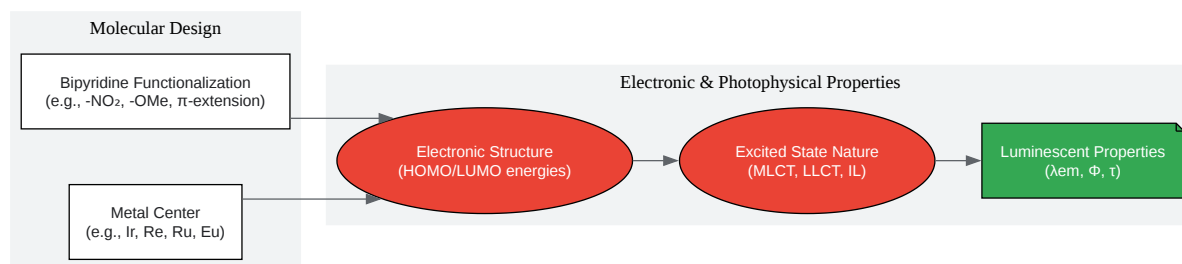 Molecular Design
Bipyridine Functionalization
(e.g., -NO₂, -OMe, π-extension)
Metal Center
(e.g., Ir, Re, Ru, Eu)
Electronic & Photophysical Properties
Electronic Structure
(HOMO/LUMO energies)
Excited State Nature
(MLCT, LLCT, IL)
Luminescent Properties
(λem, Φ, τ)